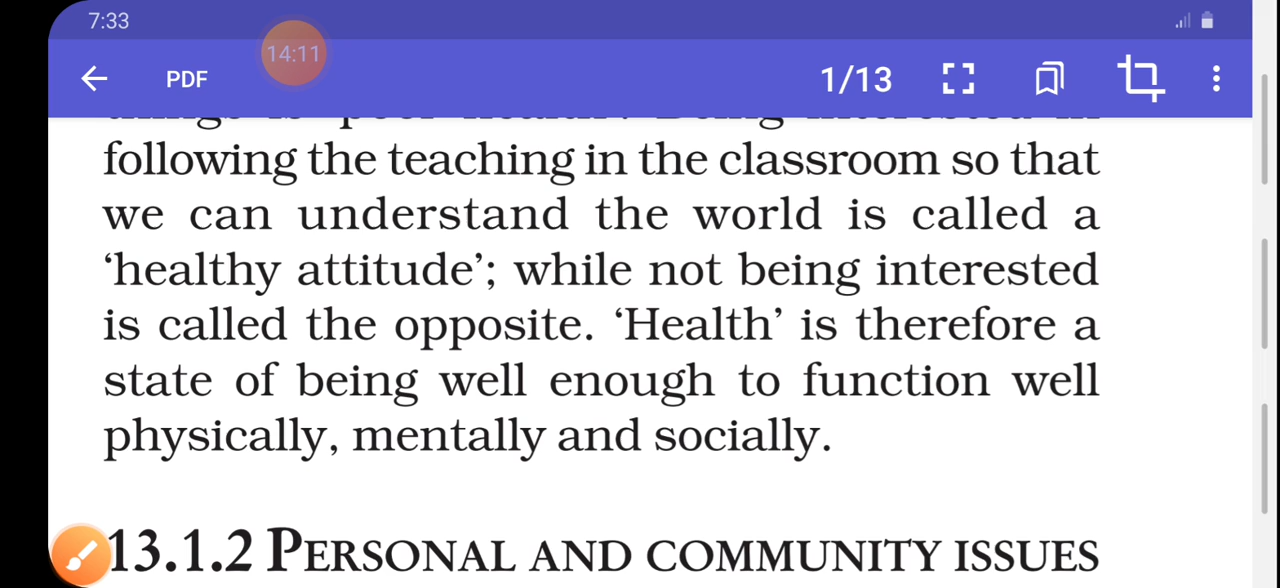 7:33
14:11
PDF
1/13
following the teaching in the classroom so that
we can understand the world is called a
‘healthy attitude’; while not being interested
is called the opposite. ‘Health’ is therefore a
state of being well enough to function well
physically, mentally and socially.
13.1.2 PERSONAL AND COMMUNITY ISSUES